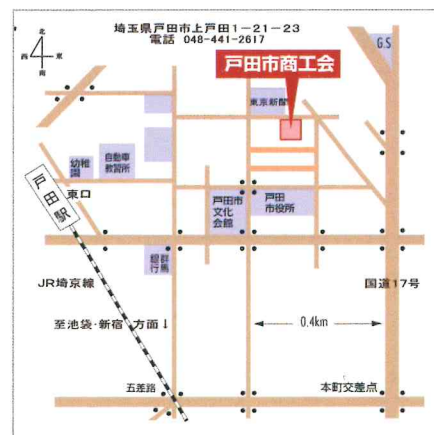 埼玉県戸田市上戸田1－21－23
電話 048-441-2617
北
西 東
南
G.S
戸田市商工会
東京新聞
幼稚園
自動車教習所
東口
戸田駅
戸田市文化会館
戸田市役所
群馬銀行
JR埼京線
国道17号
至池袋・新宿 方面↓
0.4km
五差路
本町交差点